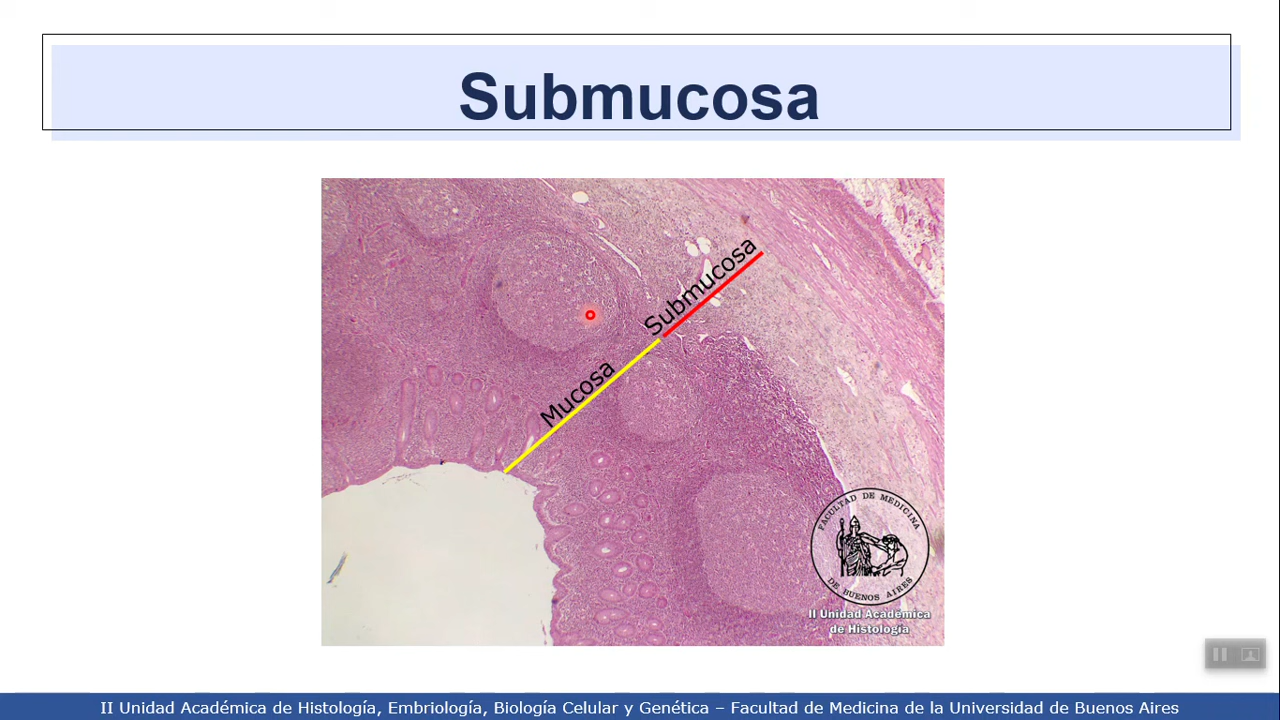 Submucosa
Submucosa
Mucosa
FACULTAD DE MEDICINA
DE BUENOS AIRES
II Unidad Académica
de Histología
II Unidad Académica de Histología, Embriología, Biología Celular y Genética – Facultad de Medicina de la Universidad de Buenos Aires